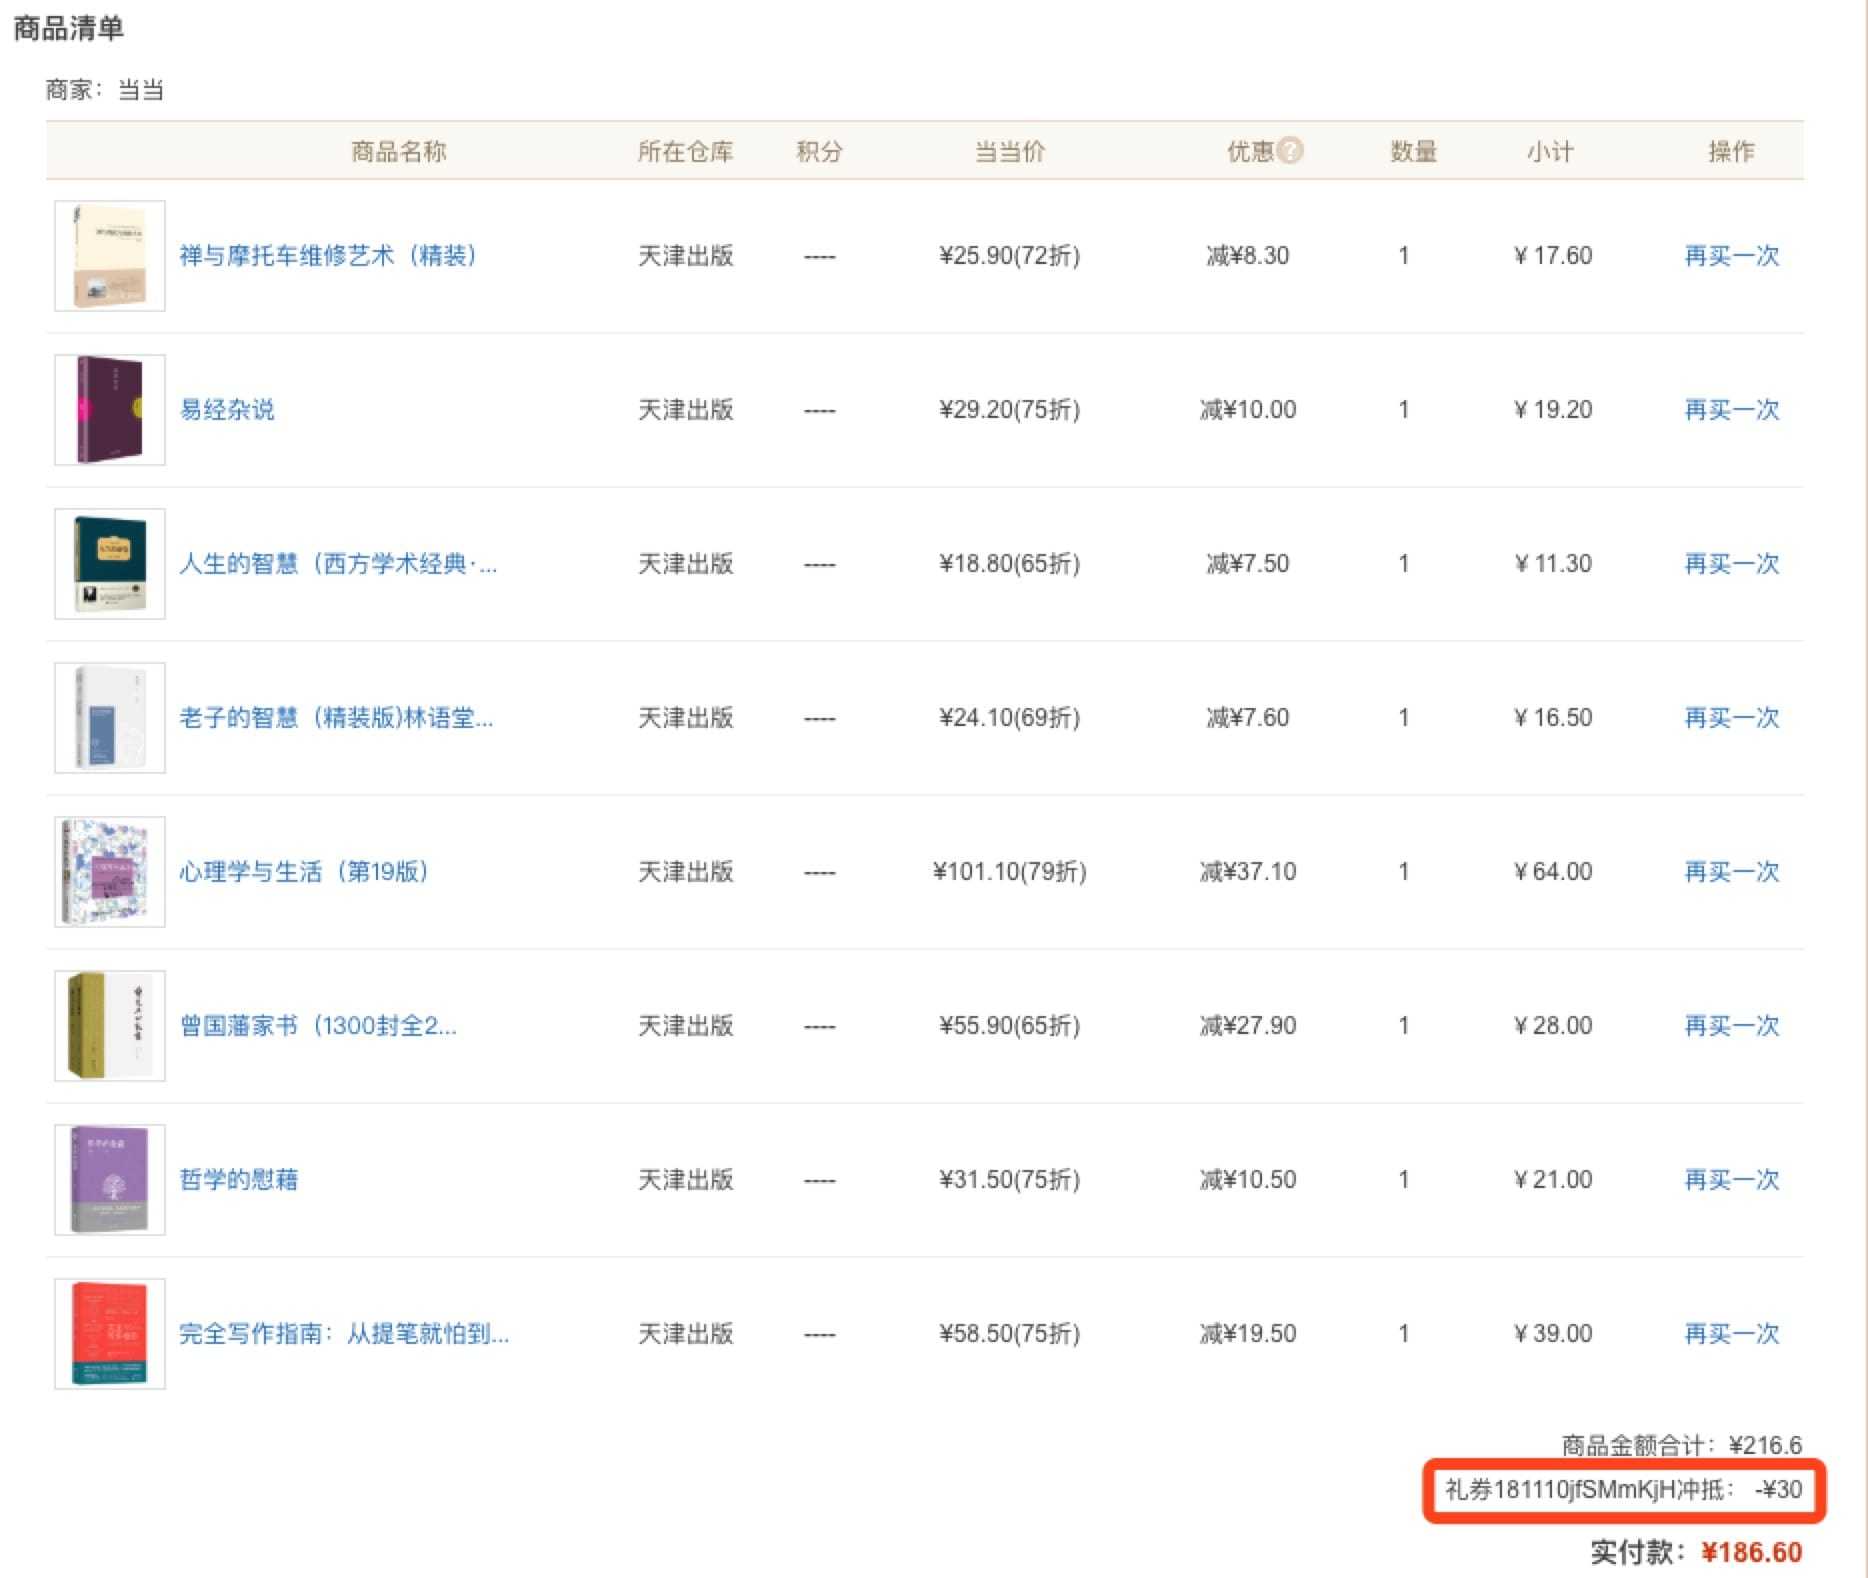 商品清单
商家：当当
商品名称 所在仓库 积分 当当价 优惠? 数量 小计 操作
禅与摩托车维修艺术（精装） 天津出版 ---- ¥25.90(72折) 减¥8.30 1 ¥17.60 再买一次
易经杂说 天津出版 ---- ¥29.20(75折) 减¥10.00 1 ¥19.20 再买一次
人生的智慧（西方学术经典·... 天津出版 ---- ¥18.80(65折) 减¥7.50 1 ¥11.30 再买一次
老子的智慧（精装版)林语堂... 天津出版 ---- ¥24.10(69折) 减¥7.60 1 ¥16.50 再买一次
心理学与生活（第19版） 天津出版 ---- ¥101.10(79折) 减¥37.10 1 ¥64.00 再买一次
曾国藩家书（1300封全2... 天津出版 ---- ¥55.90(65折) 减¥27.90 1 ¥28.00 再买一次
哲学的慰藉 天津出版 ---- ¥31.50(75折) 减¥10.50 1 ¥21.00 再买一次
完全写作指南：从提笔就怕到... 天津出版 ---- ¥58.50(75折) 减¥19.50 1 ¥39.00 再买一次
商品金额合计：¥216.6
礼券181110jfSMmKjH冲抵： -¥30
实付款：¥186.60